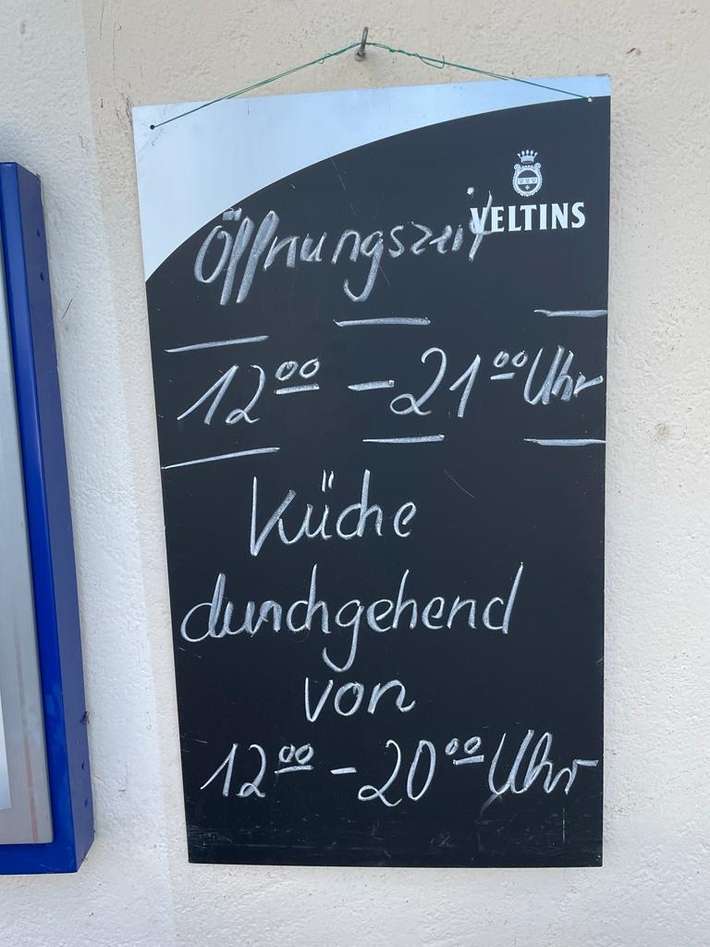 VELTINS
Öffnungszeit
12⁰⁰ – 21⁰⁰ Uhr
Küche
durchgehend
von
12⁰⁰ – 20⁰⁰ Uhr